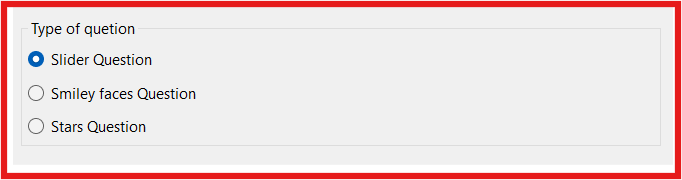 Type of quetion
Slider Question
Smiley faces Question
Stars Question